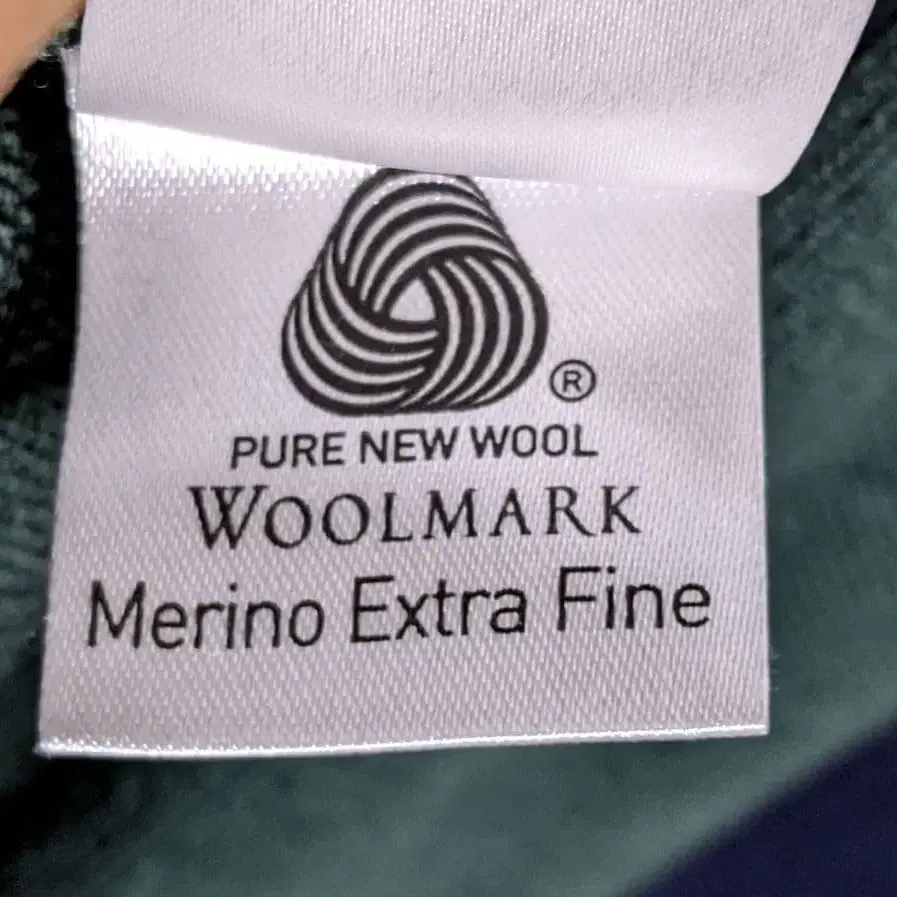 ®
PURE NEW WOOL
WOOLMARK
Merino Extra Fine